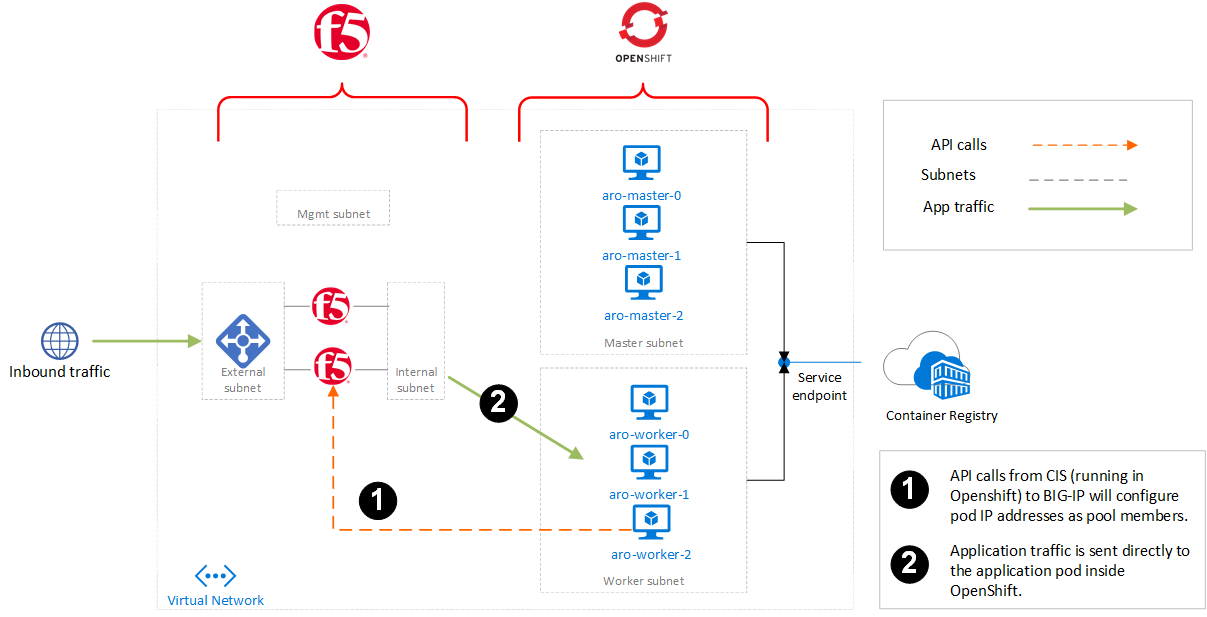 f5
OPENSHIFT
API calls
Subnets
App traffic
Mgmt subnet
aro-master-0
aro-master-1
aro-master-2
Master subnet
f5
f5
Inbound traffic
External
subnet
Internal
subnet
2
1
aro-worker-0
aro-worker-1
aro-worker-2
Worker subnet
Service
endpoint
Container Registry
Virtual Network
1
API calls from CIS (running in
Openshift) to BIG-IP will configure
pod IP addresses as pool members.
2
Application traffic is sent directly to
the application pod inside
OpenShift.